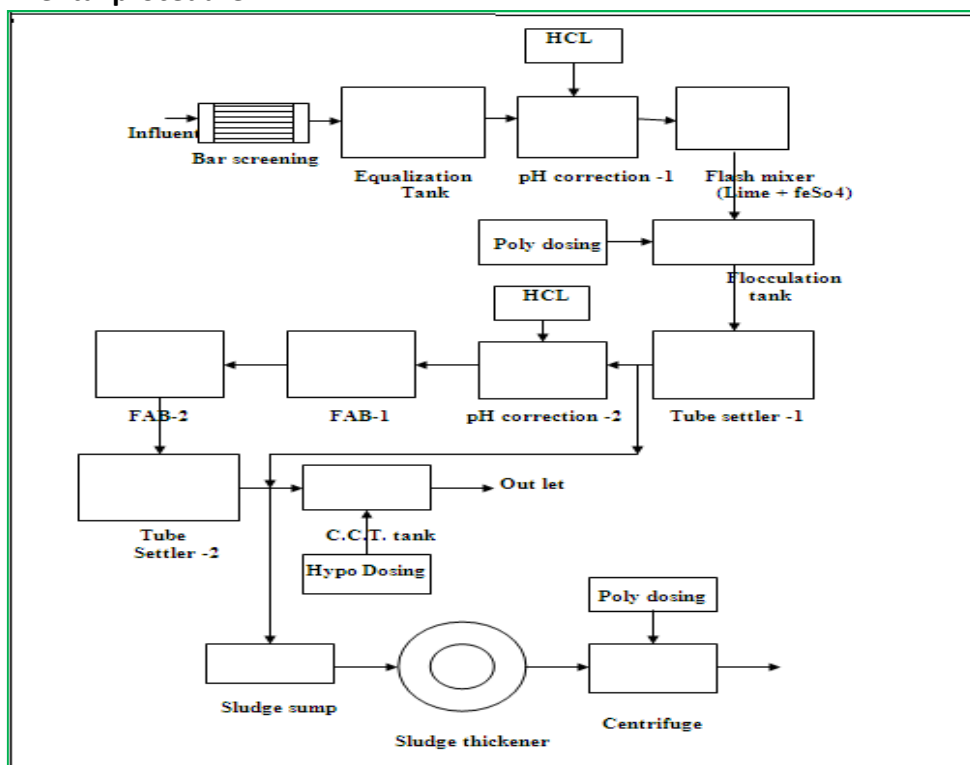 HCL
Influent
Bar screening
Equalization
Tank
pH correction -1
Flash mixer
(Lime + feSo4)
Poly dosing
Flocculation
tank
HCL
FAB-2
FAB-1
pH correction -2
Tube settler -1
Out let
Tube
Settler -2
C.C.T. tank
Hypo Dosing
Poly dosing
Sludge sump
Sludge thickener
Centrifuge